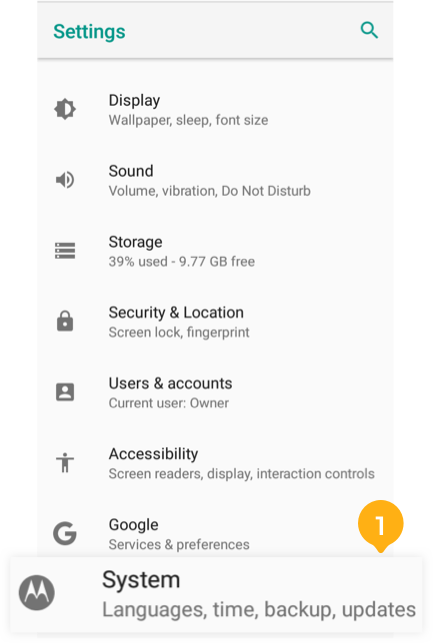 Settings
Display
Wallpaper, sleep, font size
Sound
Volume, vibration, Do Not Disturb
Storage
39% used - 9.77 GB free
Security & Location
Screen lock, fingerprint
Users & accounts
Current user: Owner
Accessibility
Screen readers, display, interaction controls
Google
Services & preferences
1
System
Languages, time, backup, updates